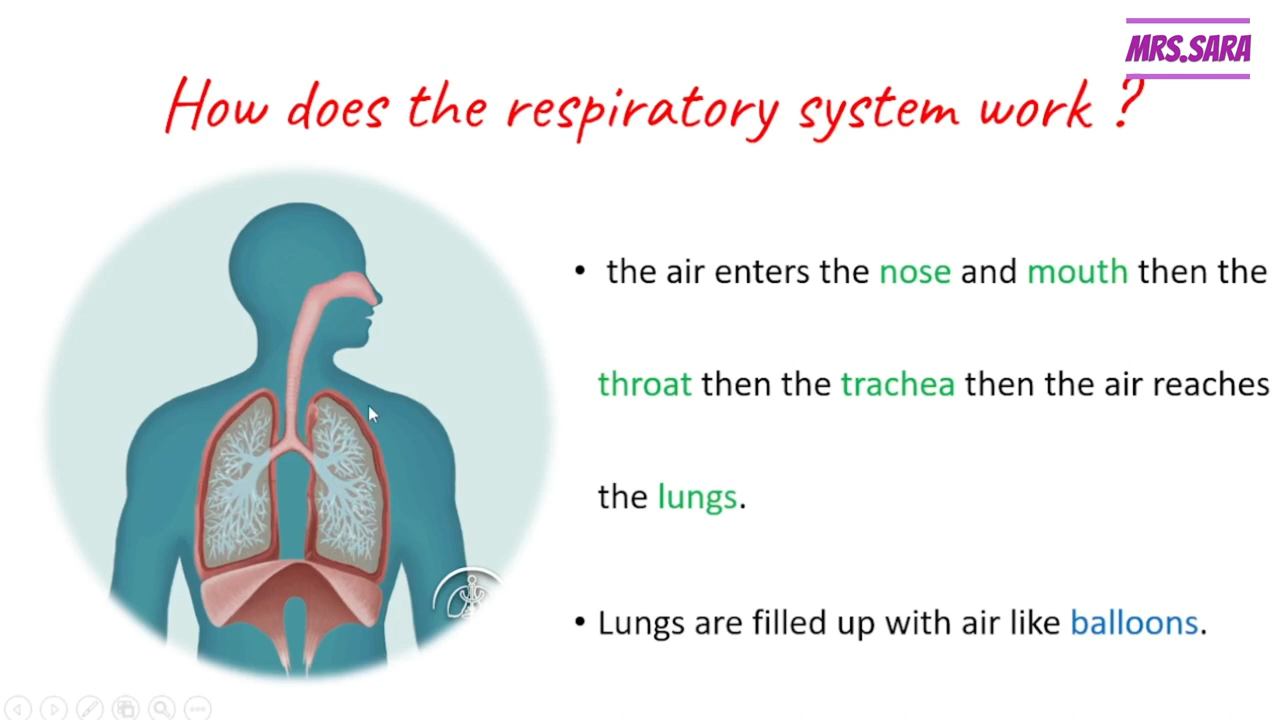 MRS.SARA
How does the respiratory system work ?
• the air enters the nose and mouth then the
throat then the trachea then the air reaches
the lungs.
• Lungs are filled up with air like balloons.